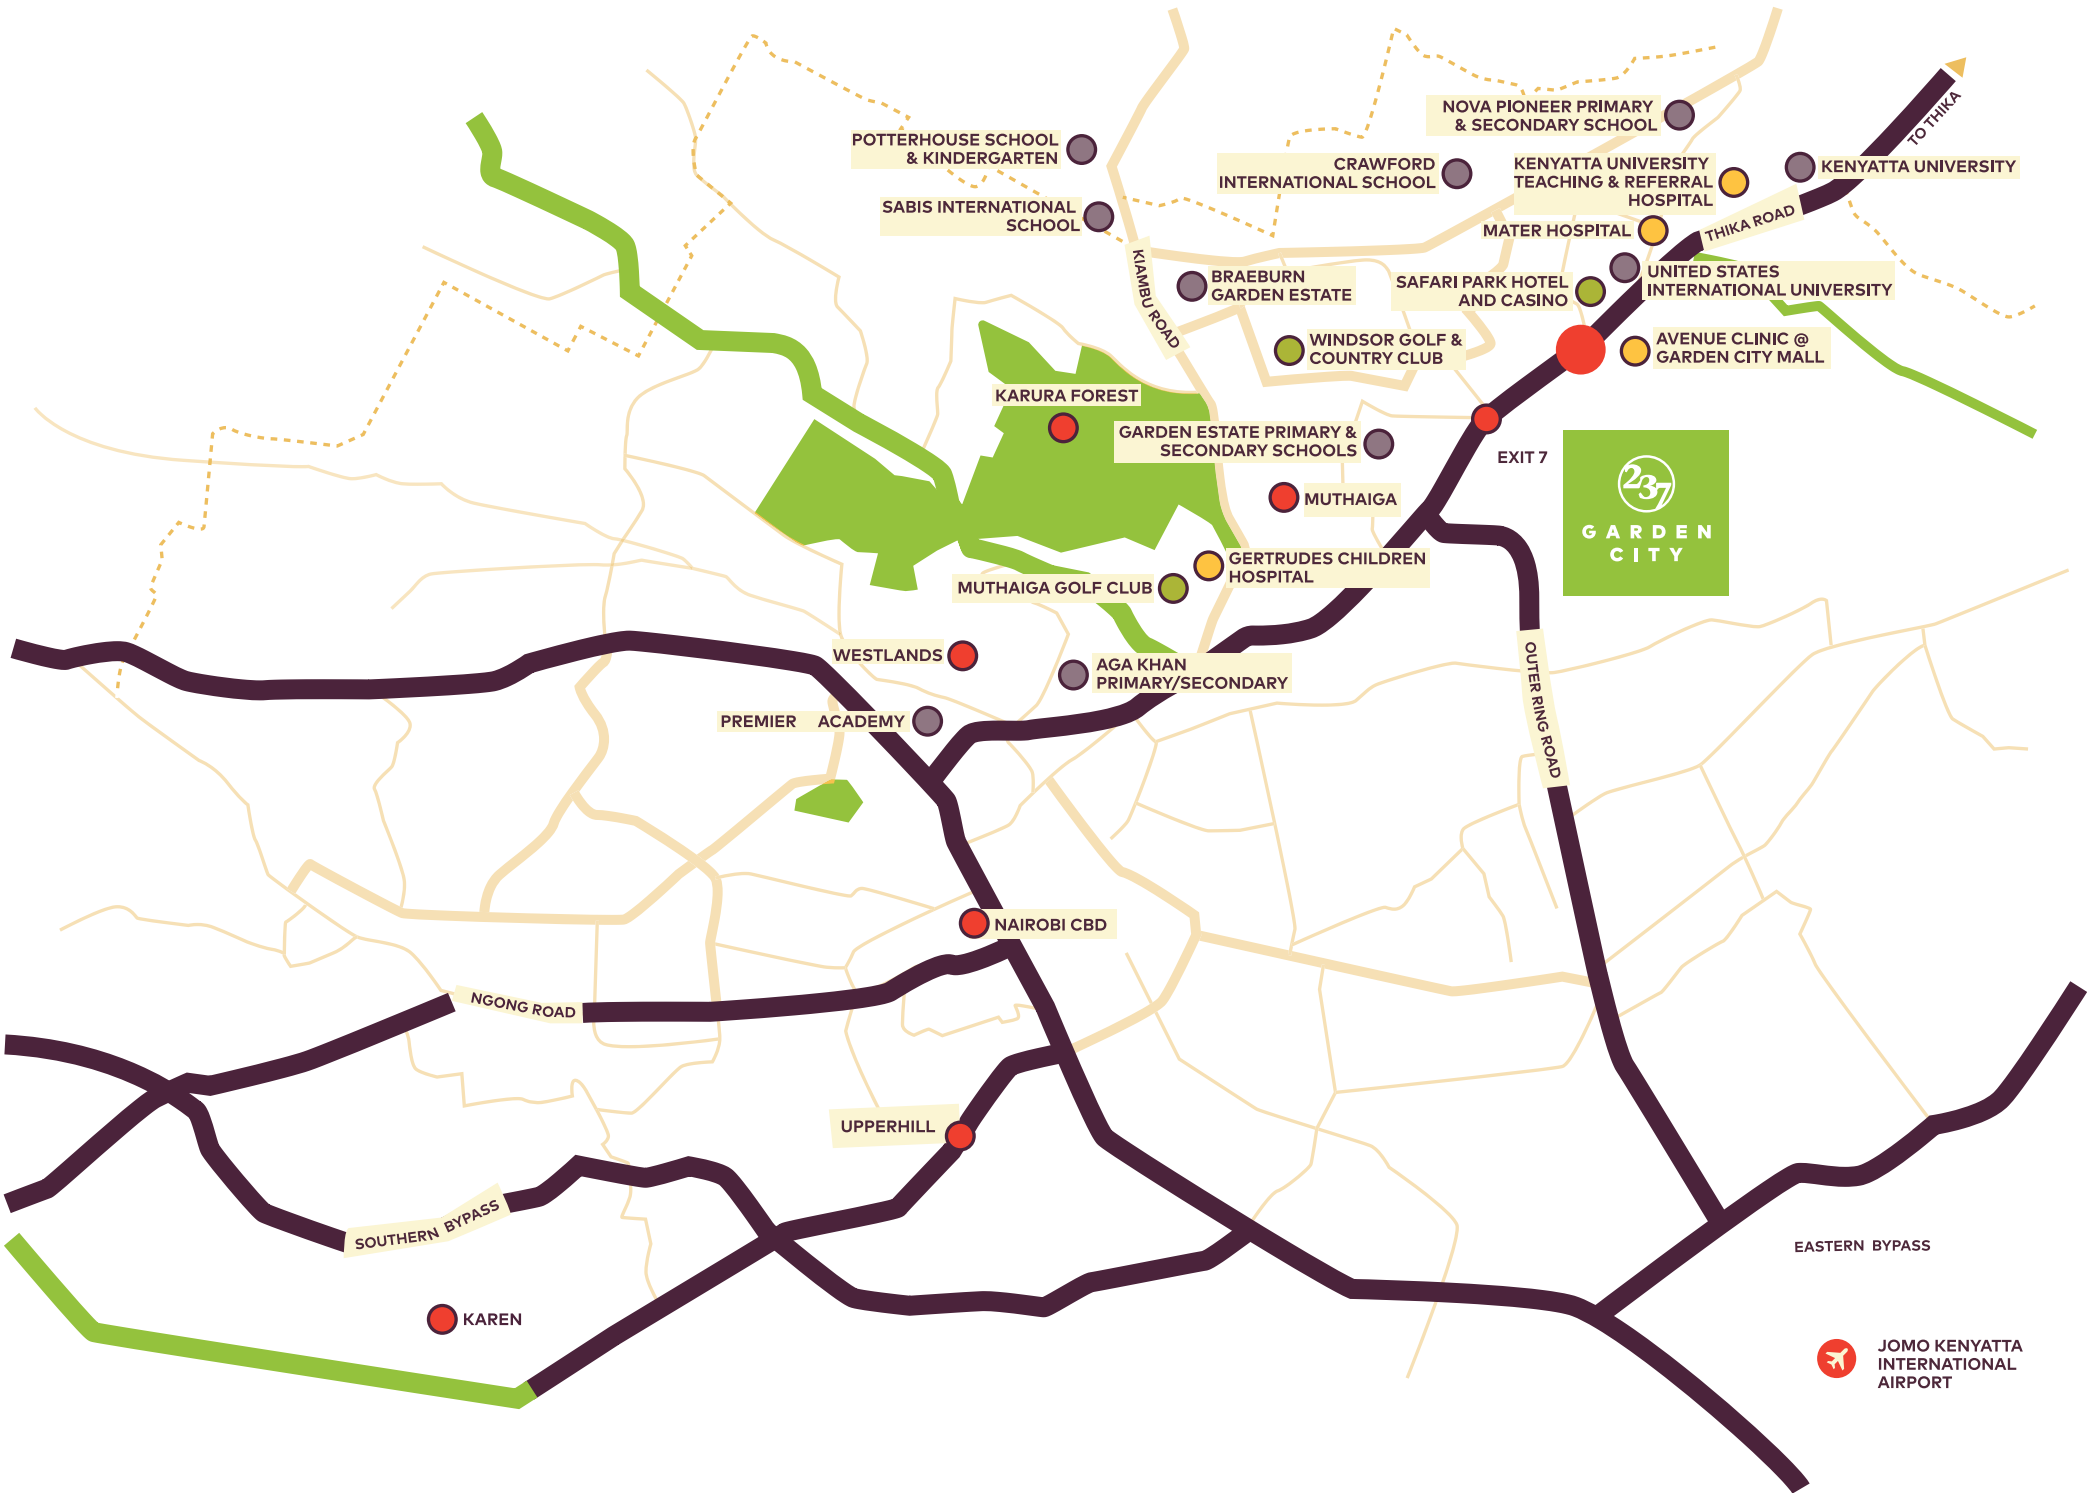 TO THIKA
NOVA PIONEER PRIMARY
& SECONDARY SCHOOL
POTTERHOUSE SCHOOL
& KINDERGARTEN
CRAWFORD
INTERNATIONAL SCHOOL
KENYATTA UNIVERSITY
TEACHING & REFERRAL
HOSPITAL
KENYATTA UNIVERSITY
SABIS INTERNATIONAL
SCHOOL
MATER HOSPITAL
THIKA ROAD
KIAMBU ROAD
BRAEBURN
GARDEN ESTATE
SAFARI PARK HOTEL
AND CASINO
UNITED STATES
INTERNATIONAL UNIVERSITY
WINDSOR GOLF &
COUNTRY CLUB
AVENUE CLINIC @
GARDEN CITY MALL
KARURA FOREST
GARDEN ESTATE PRIMARY &
SECONDARY SCHOOLS
EXIT 7
MUTHAIGA
237
GARDEN
CITY
GERTRUDES CHILDREN
HOSPITAL
MUTHAIGA GOLF CLUB
WESTLANDS
AGA KHAN
PRIMARY/SECONDARY
OUTER RING ROAD
PREMIER ACADEMY
NAIROBI CBD
NGONG ROAD
UPPERHILL
SOUTHERN BYPASS
EASTERN BYPASS
KAREN
JOMO KENYATTA
INTERNATIONAL
AIRPORT